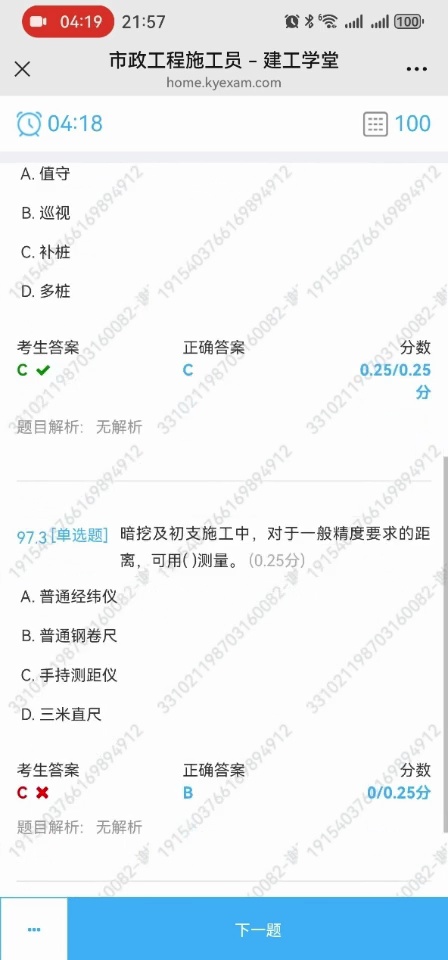 04:19 21:57 6 100
市政工程施工员 – 建工学堂
home.kyexam.com
04:18 100
A. 值守
B. 巡视
C. 补桩
D. 多桩
考生答案 正确答案 分数
C C 0.25/0.25
分
题目解析: 无解析
97.3 [单选题] 暗挖及初支施工中，对于一般精度要求的距
离，可用( )测量。(0.25分)
A. 普通经纬仪
B. 普通钢卷尺
C. 手持测距仪
D. 三米直尺
考生答案 正确答案 分数
C B 0/0.25分
题目解析: 无解析
下一题